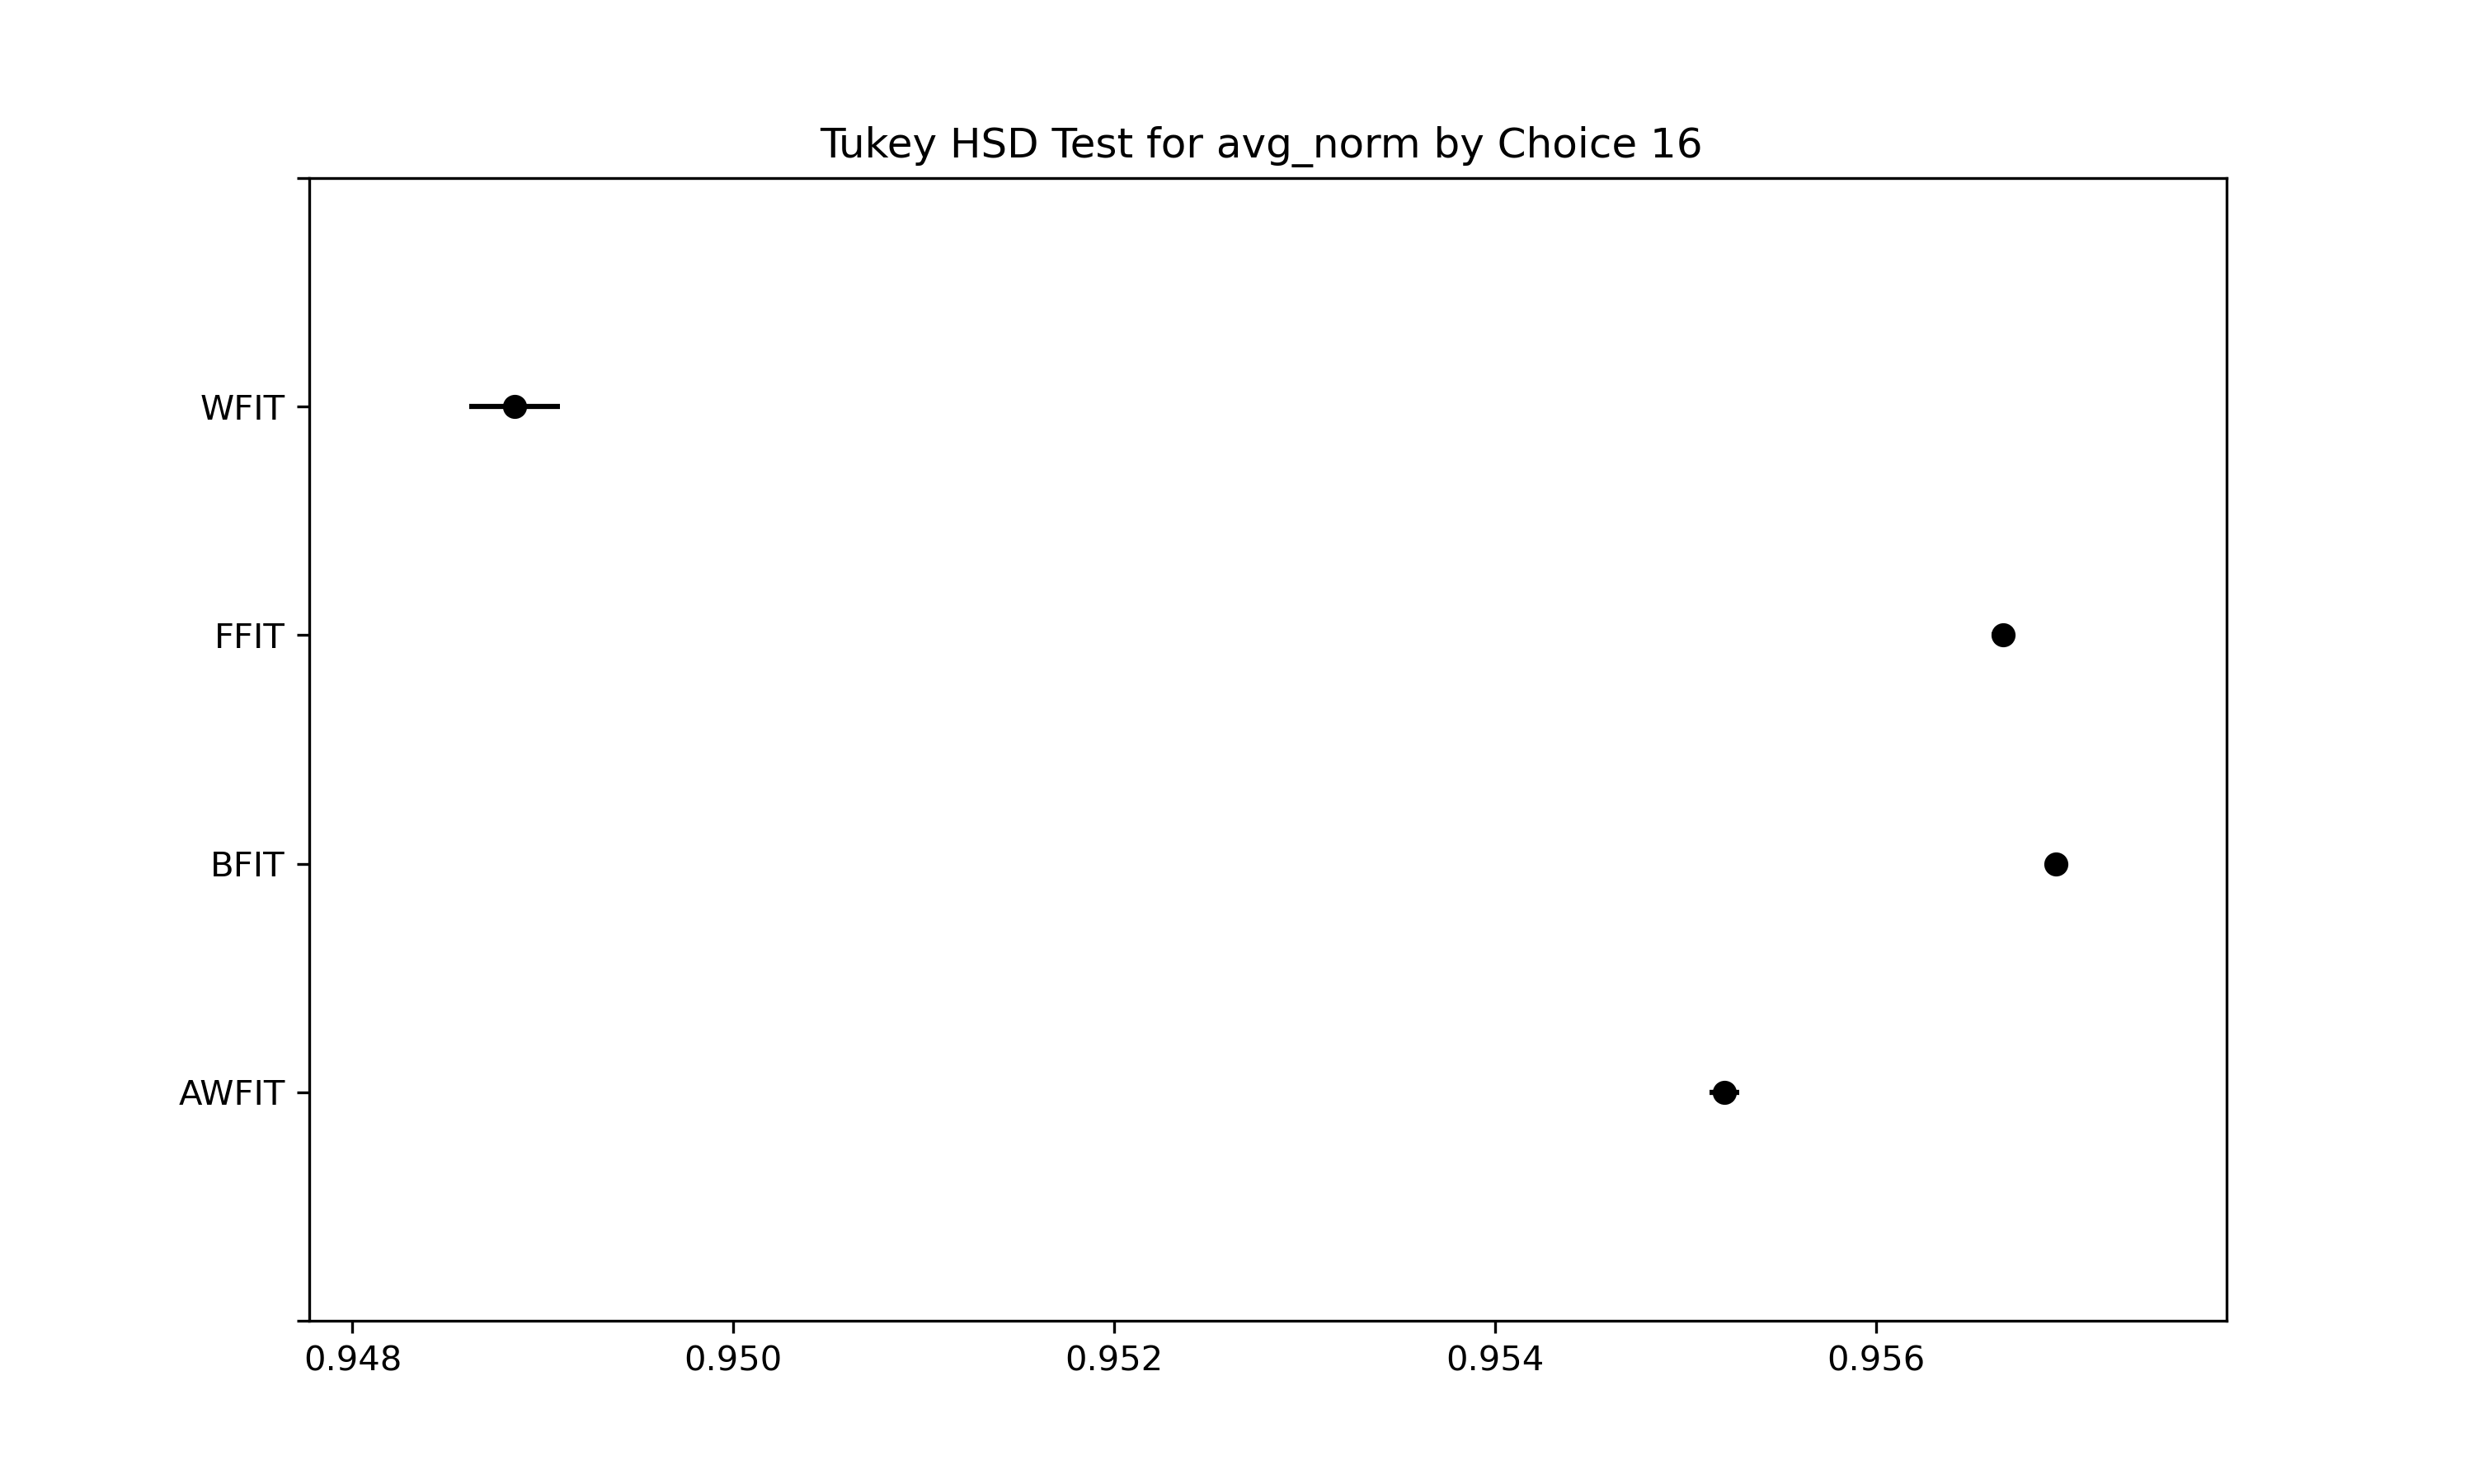 Tukey HSD Test for avg_norm by Choice 16
WFIT
FFIT
BFIT
AWFIT
0.948 0.950 0.952 0.954 0.956